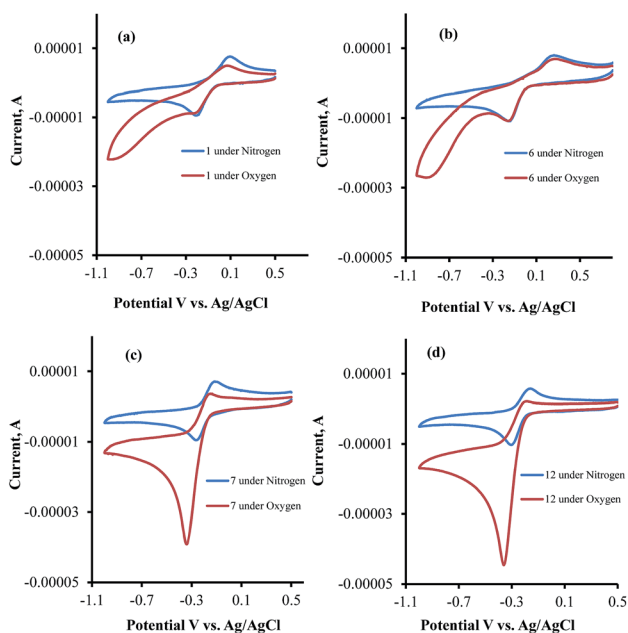 (a)
0.00001
-0.00001
-0.00003
-0.00005
Current, A
1 under Nitrogen
1 under Oxygen
-1.1 -0.7 -0.3 0.1 0.5
Potential V vs. Ag/AgCl
(b)
0.00001
-0.00001
-0.00003
-0.00005
Current, A
6 under Nitrogen
6 under Oxygen
-1.1 -0.7 -0.3 0.1 0.5
Potential V vs. Ag/AgCl
(c)
0.00001
-0.00001
-0.00003
-0.00005
Current, A
7 under Nitrogen
7 under Oxygen
-1.1 -0.7 -0.3 0.1 0.5
Potential V vs. Ag/AgCl
(d)
0.00001
-0.00001
-0.00003
-0.00005
Current, A
12 under Nitrogen
12 under Oxygen
-1.1 -0.7 -0.3 0.1 0.5
Potential V vs. Ag/AgCl